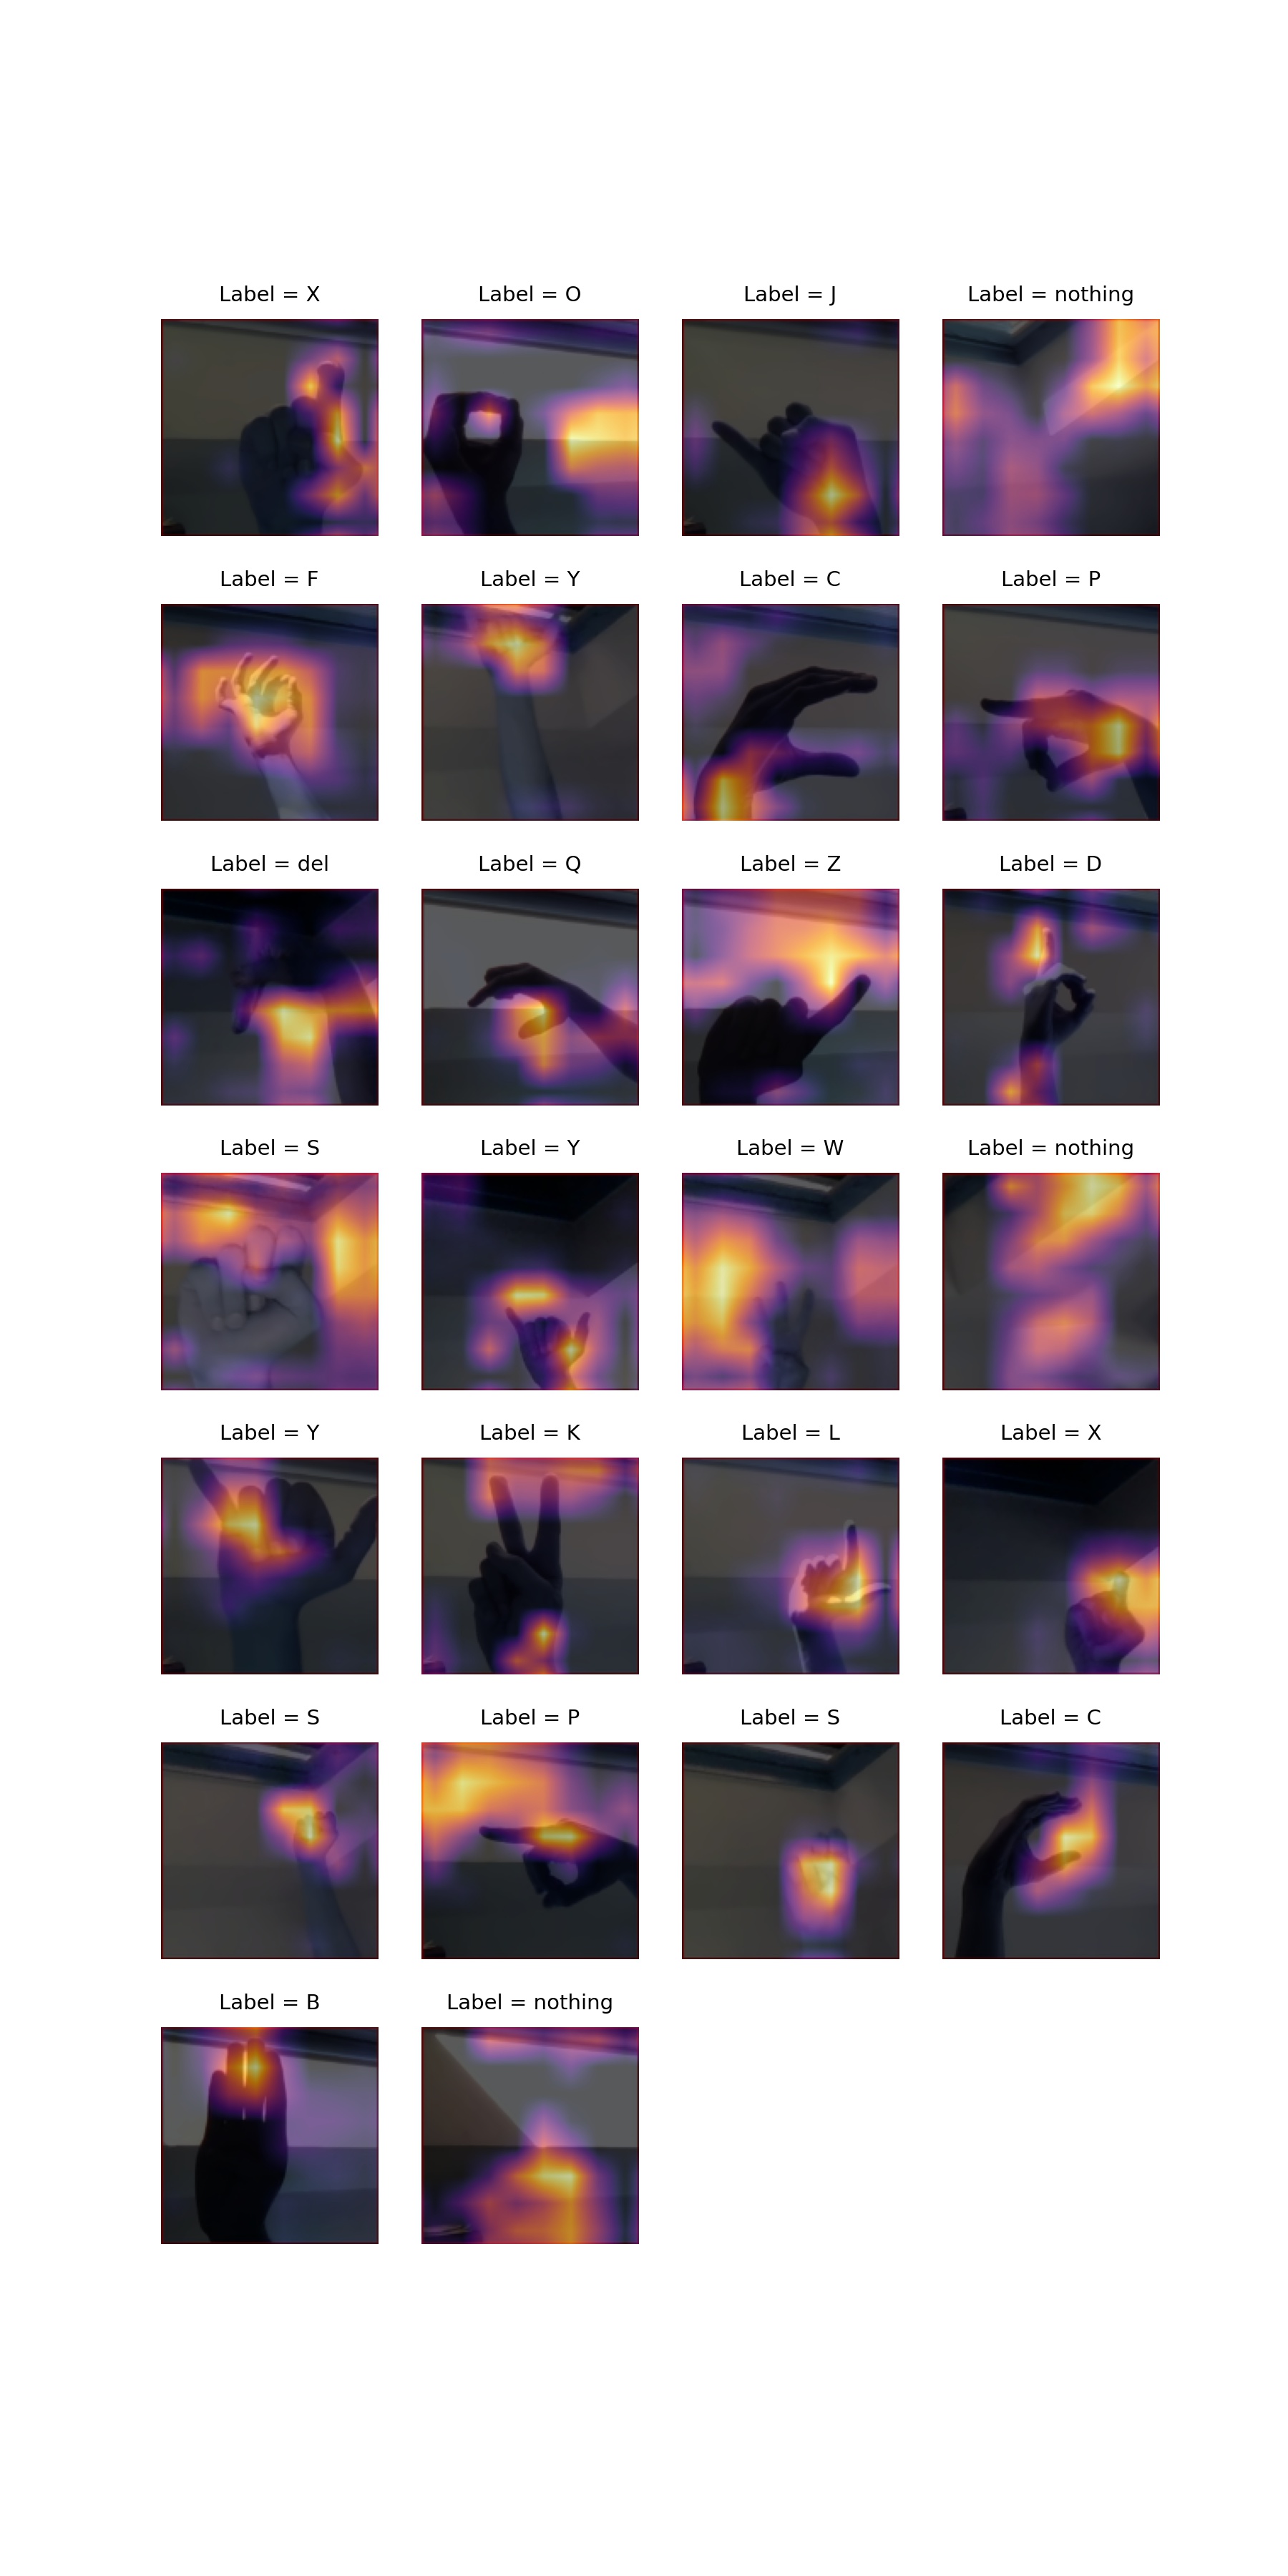 Label = X
Label = O
Label = J
Label = nothing
Label = F
Label = Y
Label = C
Label = P
Label = del
Label = Q
Label = Z
Label = D
Label = S
Label = Y
Label = W
Label = nothing
Label = Y
Label = K
Label = L
Label = X
Label = S
Label = P
Label = S
Label = C
Label = B
Label = nothing